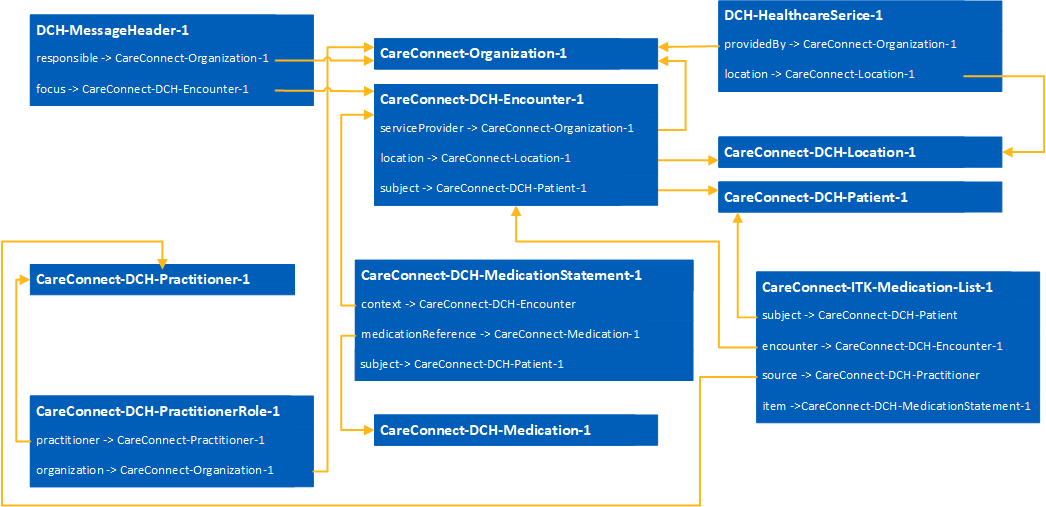 DCH-MessageHeader-1
responsible -> CareConnect-Organization-1
focus -> CareConnect-DCH-Encounter-1
CareConnect-Organization-1
CareConnect-DCH-Encounter-1
serviceProvider -> CareConnect-Organization-1
location -> CareConnect-Location-1
subject -> CareConnect-DCH-Patient-1
DCH-HealthcareSerice-1
providedBy -> CareConnect-Organization-1
location -> CareConnect-Location-1
CareConnect-DCH-Location-1
CareConnect-DCH-Patient-1
CareConnect-DCH-Practitioner-1
CareConnect-DCH-MedicationStatement-1
context -> CareConnect-DCH-Encounter
medicationReference -> CareConnect-Medication-1
subject-> CareConnect-DCH-Patient-1
CareConnect-ITK-Medication-List-1
subject -> CareConnect-DCH-Patient
encounter -> CareConnect-DCH-Encounter-1
source -> CareConnect-DCH-Practitioner
item ->CareConnect-DCH-MedicationStatement-1
CareConnect-DCH-PractitionerRole-1
practitioner -> CareConnect-Practitioner-1
organization -> CareConnect-Organization-1
CareConnect-DCH-Medication-1